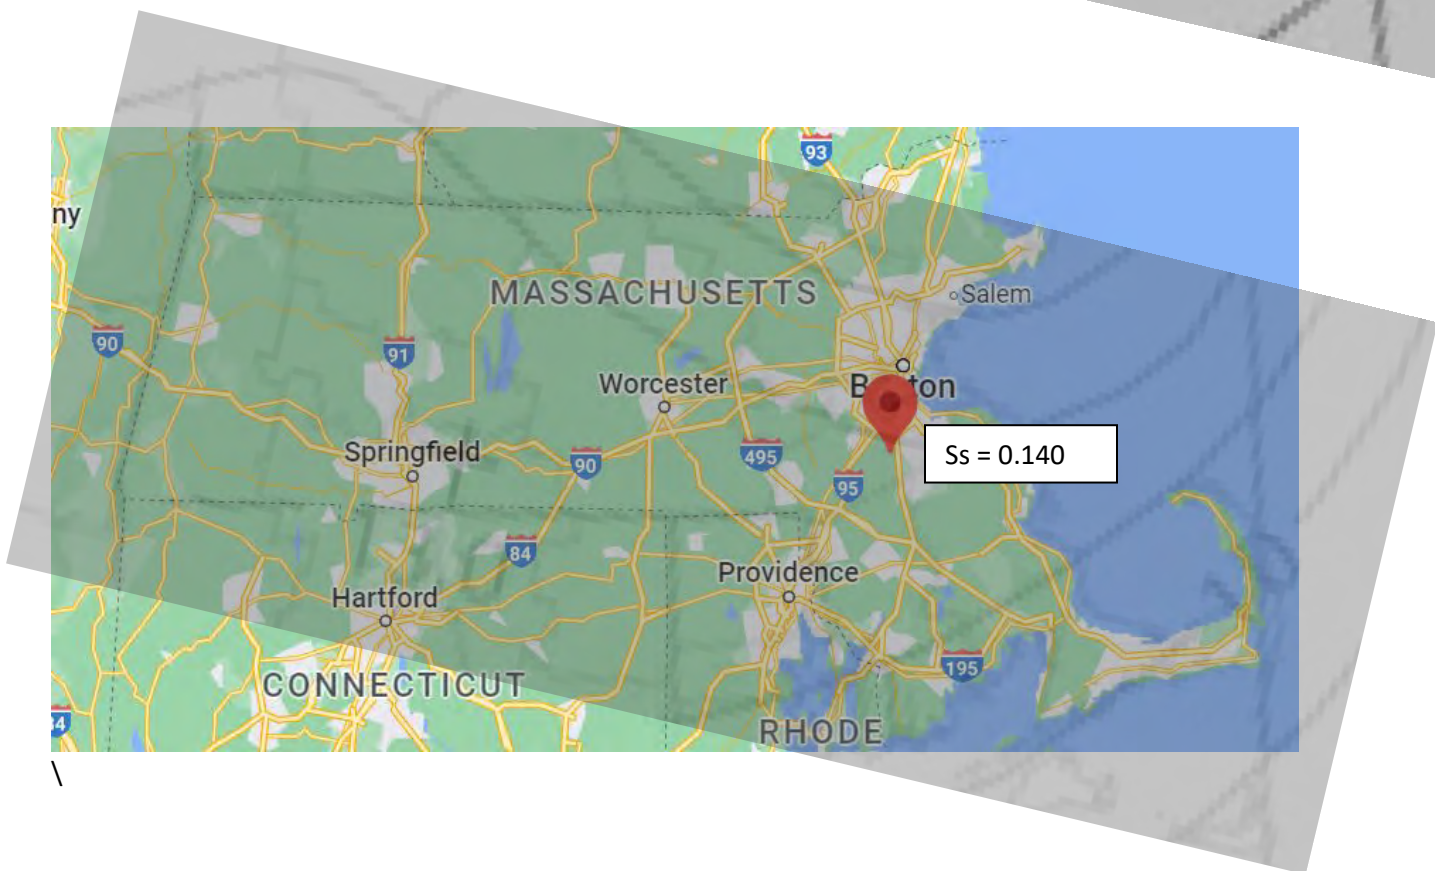 93
ny
MASSACHUSETTS
Salem
90
91
Worcester
Springfield
90
495
95
Ss = 0.140
84
Providence
Hartford
195
CONNECTICUT
RHODE
\